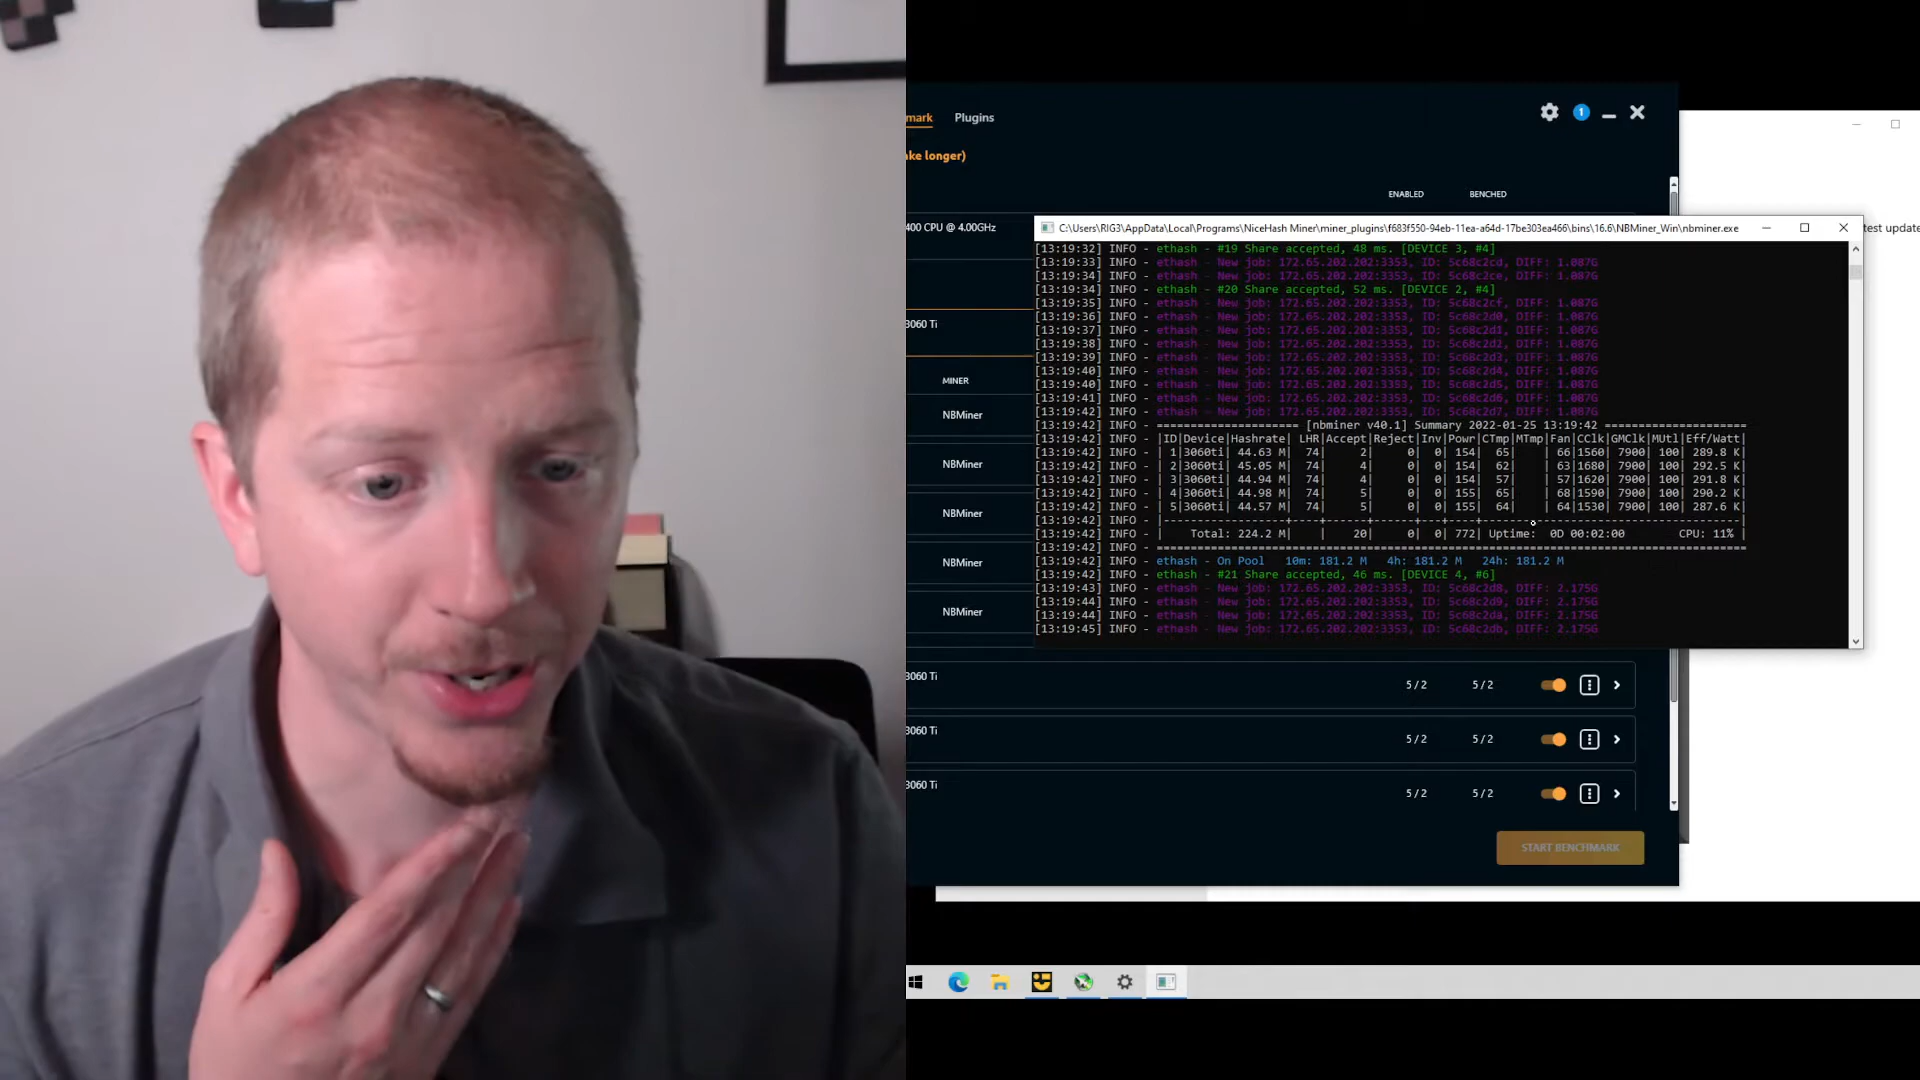 mark Plugins
1
ake longer)
ENABLED BENCHED
400 CPU @ 4.00GHz
C:\Users\RIG3\AppData\Local\Programs\NiceHash Miner\miner_plugins\f683f550-94eb-11ea-a64d-17be303ea466\bins\16.6\NBMiner_Win\nbminer.exe
test update
[13:19:32] INFO - ethash - #19 Share accepted, 48 ms. [DEVICE 3, #4]
[13:19:33] INFO - ethash - New job: 172.65.202.202:3353, ID: 5c68c2cd, DIFF: 1.087G
[13:19:34] INFO - ethash - New job: 172.65.202.202:3353, ID: 5c68c2ce, DIFF: 1.087G
[13:19:34] INFO - ethash - #20 Share accepted, 52 ms. [DEVICE 2, #4]
[13:19:35] INFO - ethash - New job: 172.65.202.202:3353, ID: 5c68c2cf, DIFF: 1.087G
[13:19:36] INFO - ethash - New job: 172.65.202.202:3353, ID: 5c68c2d0, DIFF: 1.087G
[13:19:37] INFO - ethash - New job: 172.65.202.202:3353, ID: 5c68c2d1, DIFF: 1.087G
[13:19:38] INFO - ethash - New job: 172.65.202.202:3353, ID: 5c68c2d2, DIFF: 1.087G
[13:19:39] INFO - ethash - New job: 172.65.202.202:3353, ID: 5c68c2d3, DIFF: 1.087G
[13:19:40] INFO - ethash - New job: 172.65.202.202:3353, ID: 5c68c2d4, DIFF: 1.087G
[13:19:40] INFO - ethash - New job: 172.65.202.202:3353, ID: 5c68c2d5, DIFF: 1.087G
[13:19:41] INFO - ethash - New job: 172.65.202.202:3353, ID: 5c68c2d6, DIFF: 1.087G
[13:19:42] INFO - ethash - New job: 172.65.202.202:3353, ID: 5c68c2d7, DIFF: 1.087G
[13:19:42] INFO - ===================== [nbminer v40.1] Summary 2022-01-25 13:19:42 =====================
[13:19:42] INFO - |ID|Device|Hashrate| LHR|Accept|Reject|Inv|Powr|CTmp|MTmp|Fan|CClk|GMClk|MUtl|Eff/Watt|
[13:19:42] INFO - | 1|3060ti| 44.63 M| 74| 2| 0| 0| 154| 65| | 66|1560| 7900| 100| 289.8 K|
[13:19:42] INFO - | 2|3060ti| 45.05 M| 74| 4| 0| 0| 154| 62| | 63|1680| 7900| 100| 292.5 K|
[13:19:42] INFO - | 3|3060ti| 44.94 M| 74| 4| 0| 0| 154| 57| | 57|1620| 7900| 100| 291.8 K|
[13:19:42] INFO - | 4|3060ti| 44.98 M| 74| 5| 0| 0| 155| 65| | 68|1590| 7900| 100| 290.2 K|
[13:19:42] INFO - | 5|3060ti| 44.57 M| 74| 5| 0| 0| 155| 64| | 64|1530| 7900| 100| 287.6 K|
[13:19:42] INFO - |------------------+----+------+------+---+----+-----------------------------------|
[13:19:42] INFO - | Total: 224.2 M| | 20| 0| 0| 772| Uptime: 0D 00:02:00 CPU: 11% |
[13:19:42] INFO - ======================================================================================
[13:19:42] INFO - ethash - On Pool 10m: 181.2 M 4h: 181.2 M 24h: 181.2 M
[13:19:42] INFO - ethash - #21 Share accepted, 46 ms. [DEVICE 4, #6]
[13:19:43] INFO - ethash - New job: 172.65.202.202:3353, ID: 5c68c2d8, DIFF: 2.175G
[13:19:44] INFO - ethash - New job: 172.65.202.202:3353, ID: 5c68c2d9, DIFF: 2.175G
[13:19:44] INFO - ethash - New job: 172.65.202.202:3353, ID: 5c68c2da, DIFF: 2.175G
[13:19:45] INFO - ethash - New job: 172.65.202.202:3353, ID: 5c68c2db, DIFF: 2.175G
3060 Ti
MINER
NBMiner
NBMiner
NBMiner
NBMiner
NBMiner
3060 Ti 5 / 2 5 / 2
3060 Ti 5 / 2 5 / 2
3060 Ti 5 / 2 5 / 2
START BENCHMARK